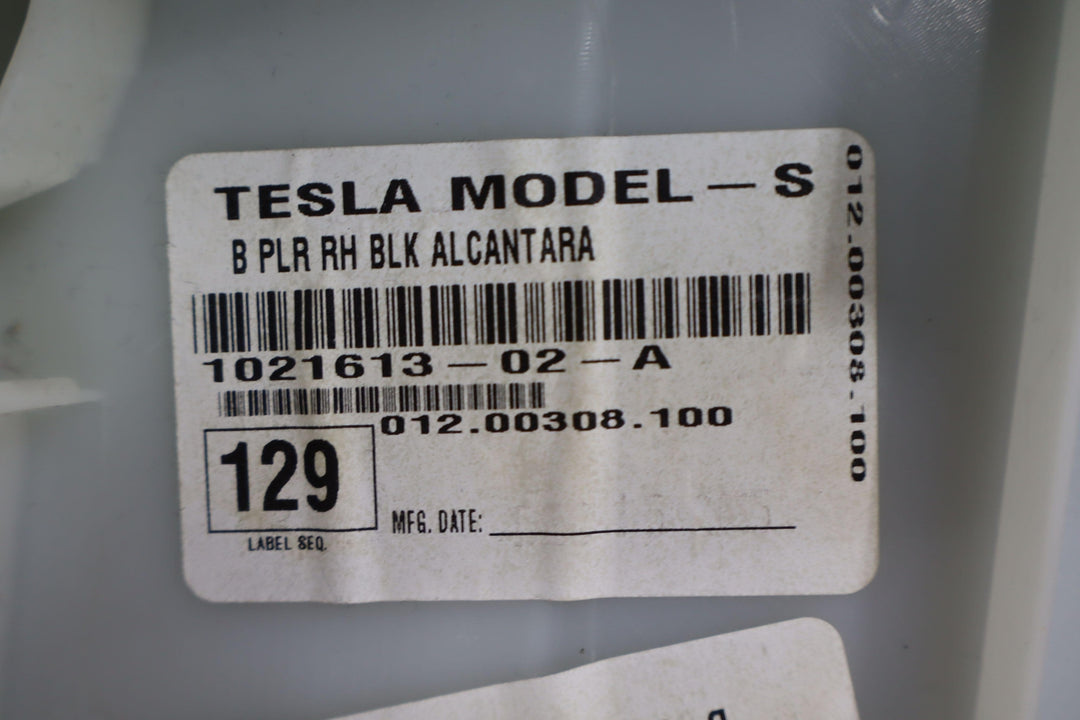 TESLA MODEL — S
B PLR RH BLK ALCANTARA
1021613 — 02 — A
012.00308.100
129
LABEL SEQ.
MFG. DATE:
012.00308.100